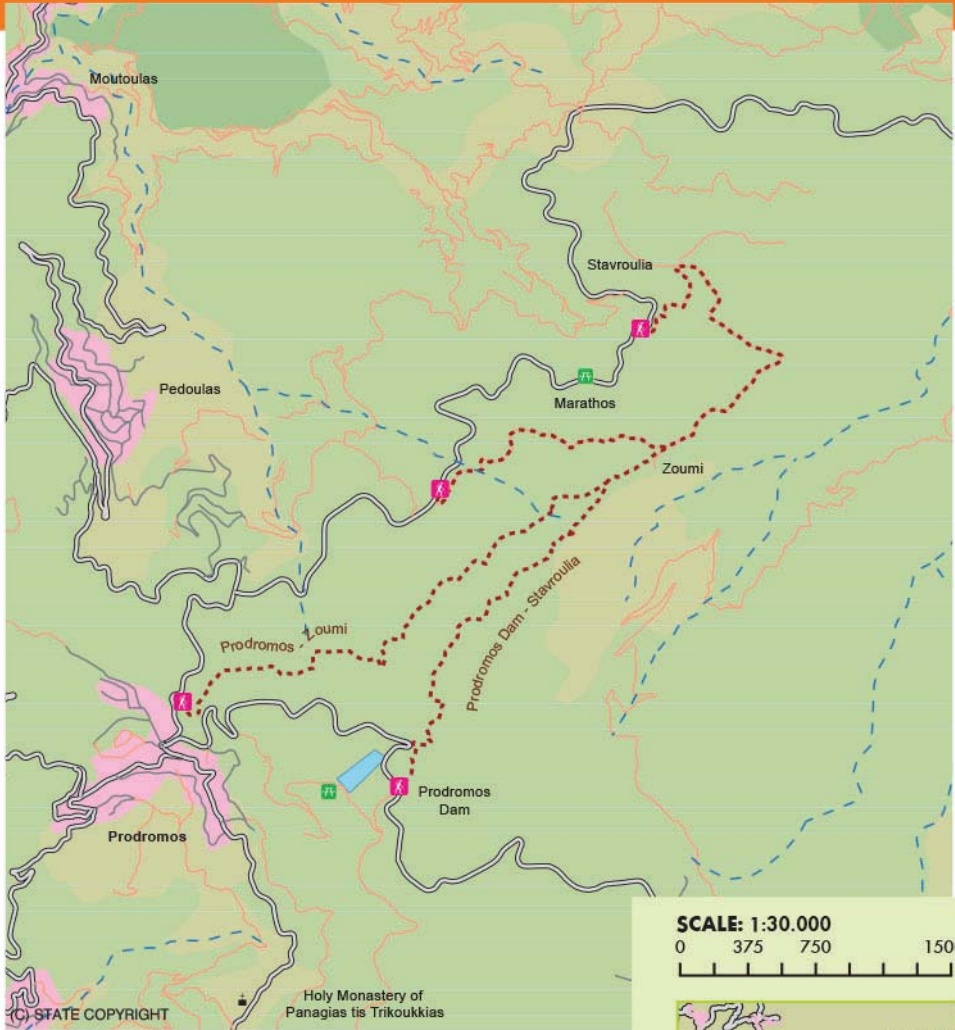 Moutoulas
Stavroulia
Pedoulas
Marathos
Zoumi
Prodromos - Zoumi
Prodromos Dam - Stavroulia
Prodromos
Dam
Prodromos
SCALE: 1:30.000
0 375 750 150
Holy Monastery of
Panagias tis Trikoukkias
(C) STATE COPYRIGHT